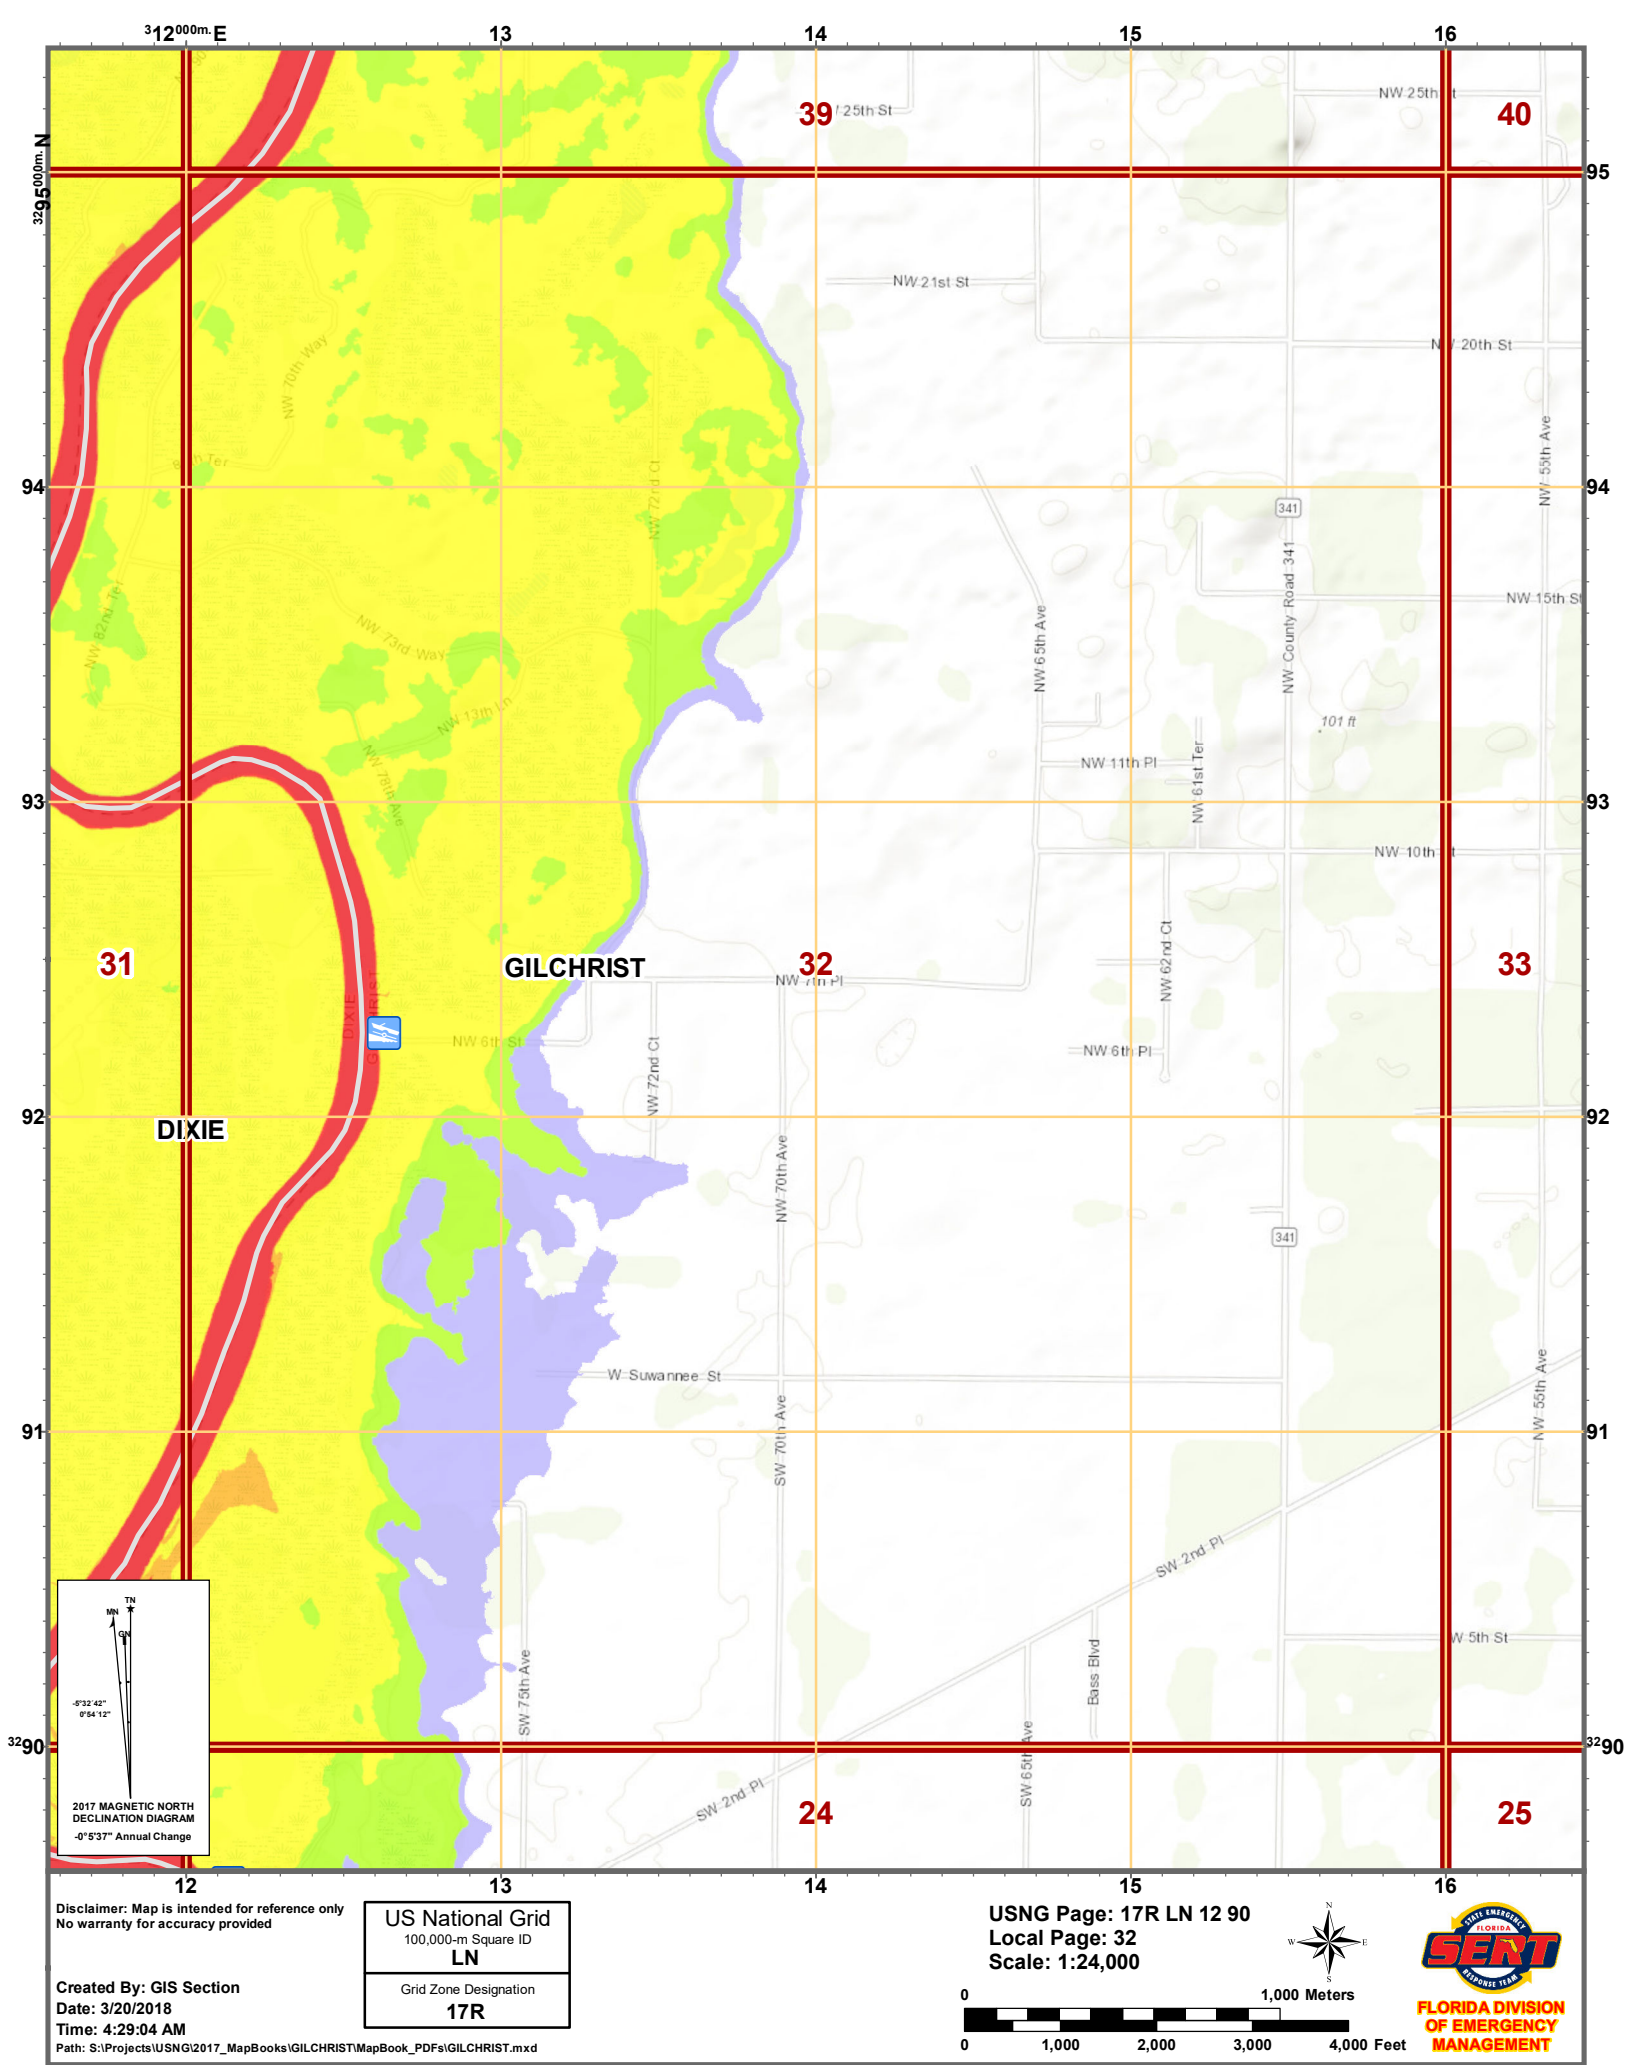 312000m. E
13
14
15
16
3295000m. N
NW 25th
39
25th St
40
95
NW 21st St
NW 20th St
NW 70th Way
NW 55th Ave
NW 72nd Ct
Ter
94
94
341
NW County Road 341
NW 15th St
NW 82nd Ter
NW 73rd Way
NW 65th Ave
NW 13th Ln
101 ft
NW 78th Ave
NW 11th Pl
NW 61st Ter
93
93
NW 10th
31
GILCHRIST
32
33
NW 7th Pl
NW 62nd Ct
DIXIE
NW 6th St
NW 6th Pl
NW 72nd Ct
92
92
DIXIE
NW 70th Ave
341
W Suwannee St
NW 55th Ave
91
91
SW 70th Ave
SW 2nd Pl
TN
MN
GN
W 5th St
SW 75th Ave
Bass Blvd
-5°32'42"
0°54'12"
3290
3290
SW 65th Ave
SW 2nd Pl
24
25
2017 MAGNETIC NORTH
DECLINATION DIAGRAM
-0°5'37" Annual Change
12
13
14
15
16
Disclaimer: Map is intended for reference only
No warranty for accuracy provided
Created By: GIS Section
Date: 3/20/2018
Time: 4:29:04 AM
Path: S:\Projects\USNG\2017_MapBooks\GILCHRIST\MapBook_PDFs\GILCHRIST.mxd
US National Grid
100,000-m Square ID
LN
Grid Zone Designation
17R
USNG Page: 17R LN 12 90
Local Page: 32
Scale: 1:24,000
N
W E
S
0 1,000 Meters
0 1,000 2,000 3,000 4,000 Feet
STATE EMERGENCY
FLORIDA
SERT
RESPONSE TEAM
FLORIDA DIVISION
OF EMERGENCY
MANAGEMENT